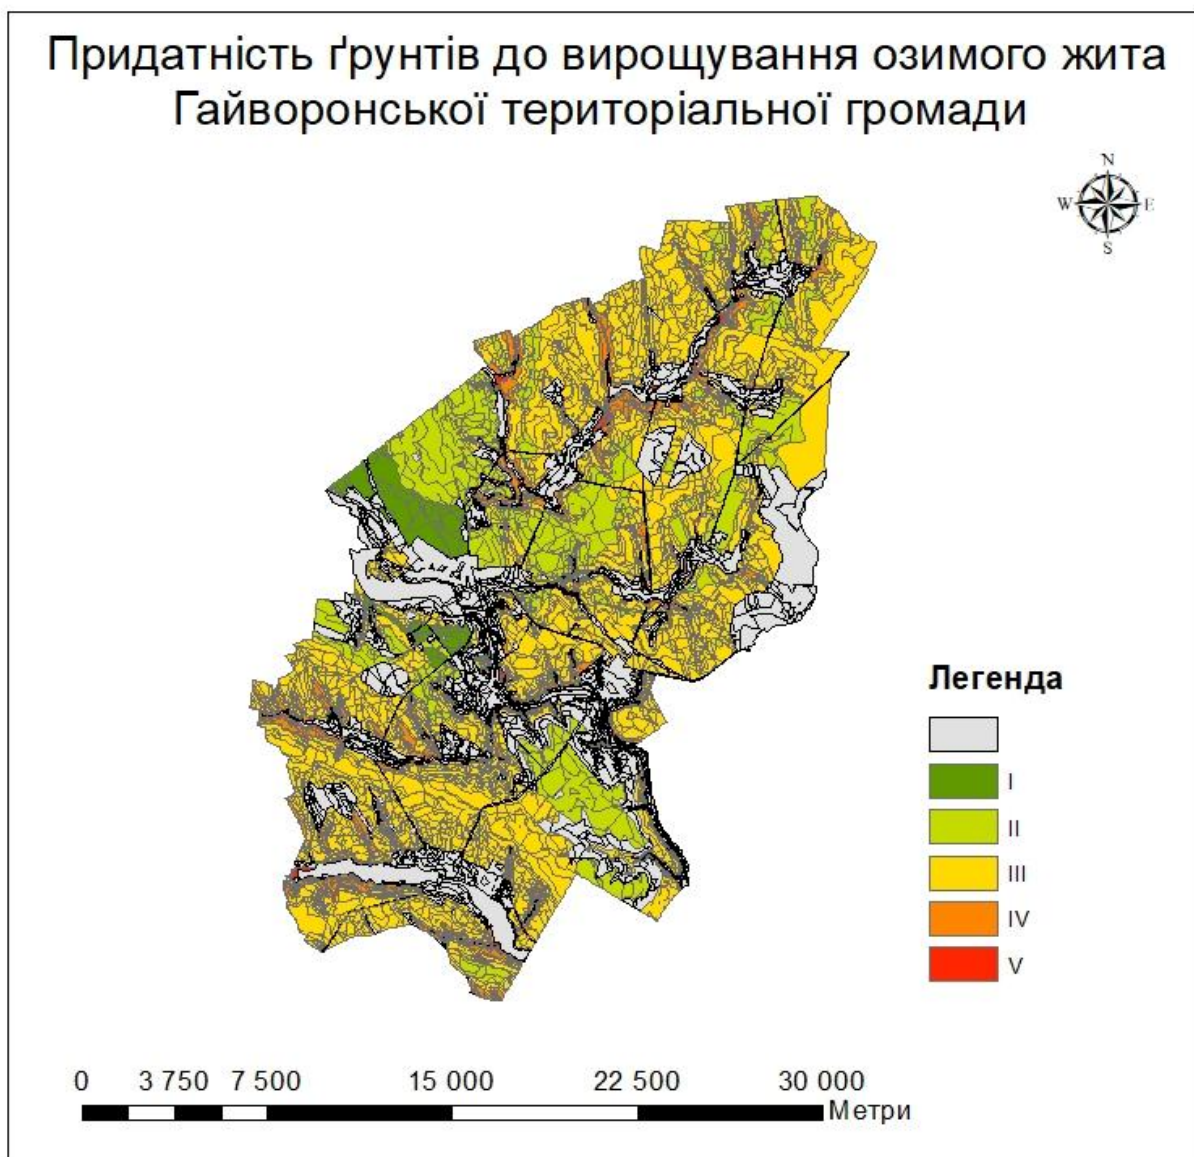 Придатність ґрунтів до вирощування озимого жита
Гайворонської територіальної громади
N
W E
S
Легенда
I
II
III
IV
V
0 3 750 7 500 15 000 22 500 30 000
Метри